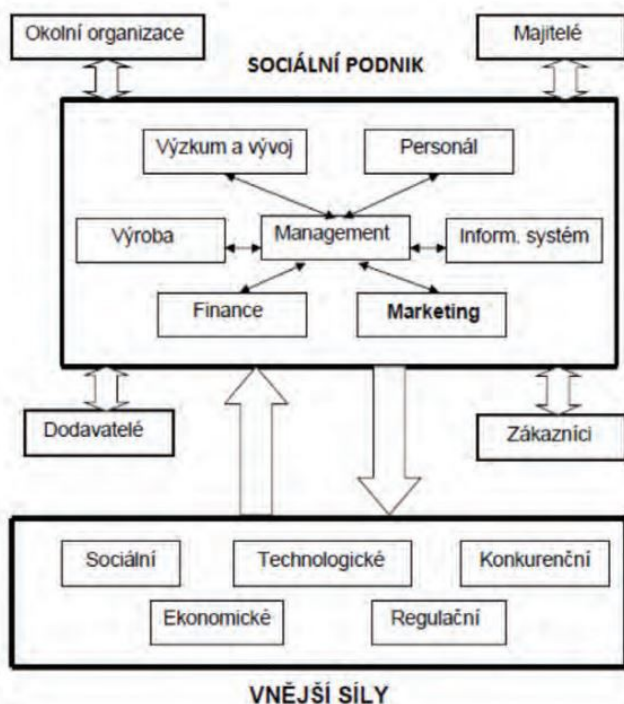 Okolní organizace
Majitelé
SOCIÁLNÍ PODNIK
Výzkum a vývoj
Personál
Výroba
Management
Inform. systém
Finance
Marketing
Dodavatelé
Zákazníci
Sociální
Technologické
Konkurenční
Ekonomické
Regulační
VNĚJŠÍ SÍLY